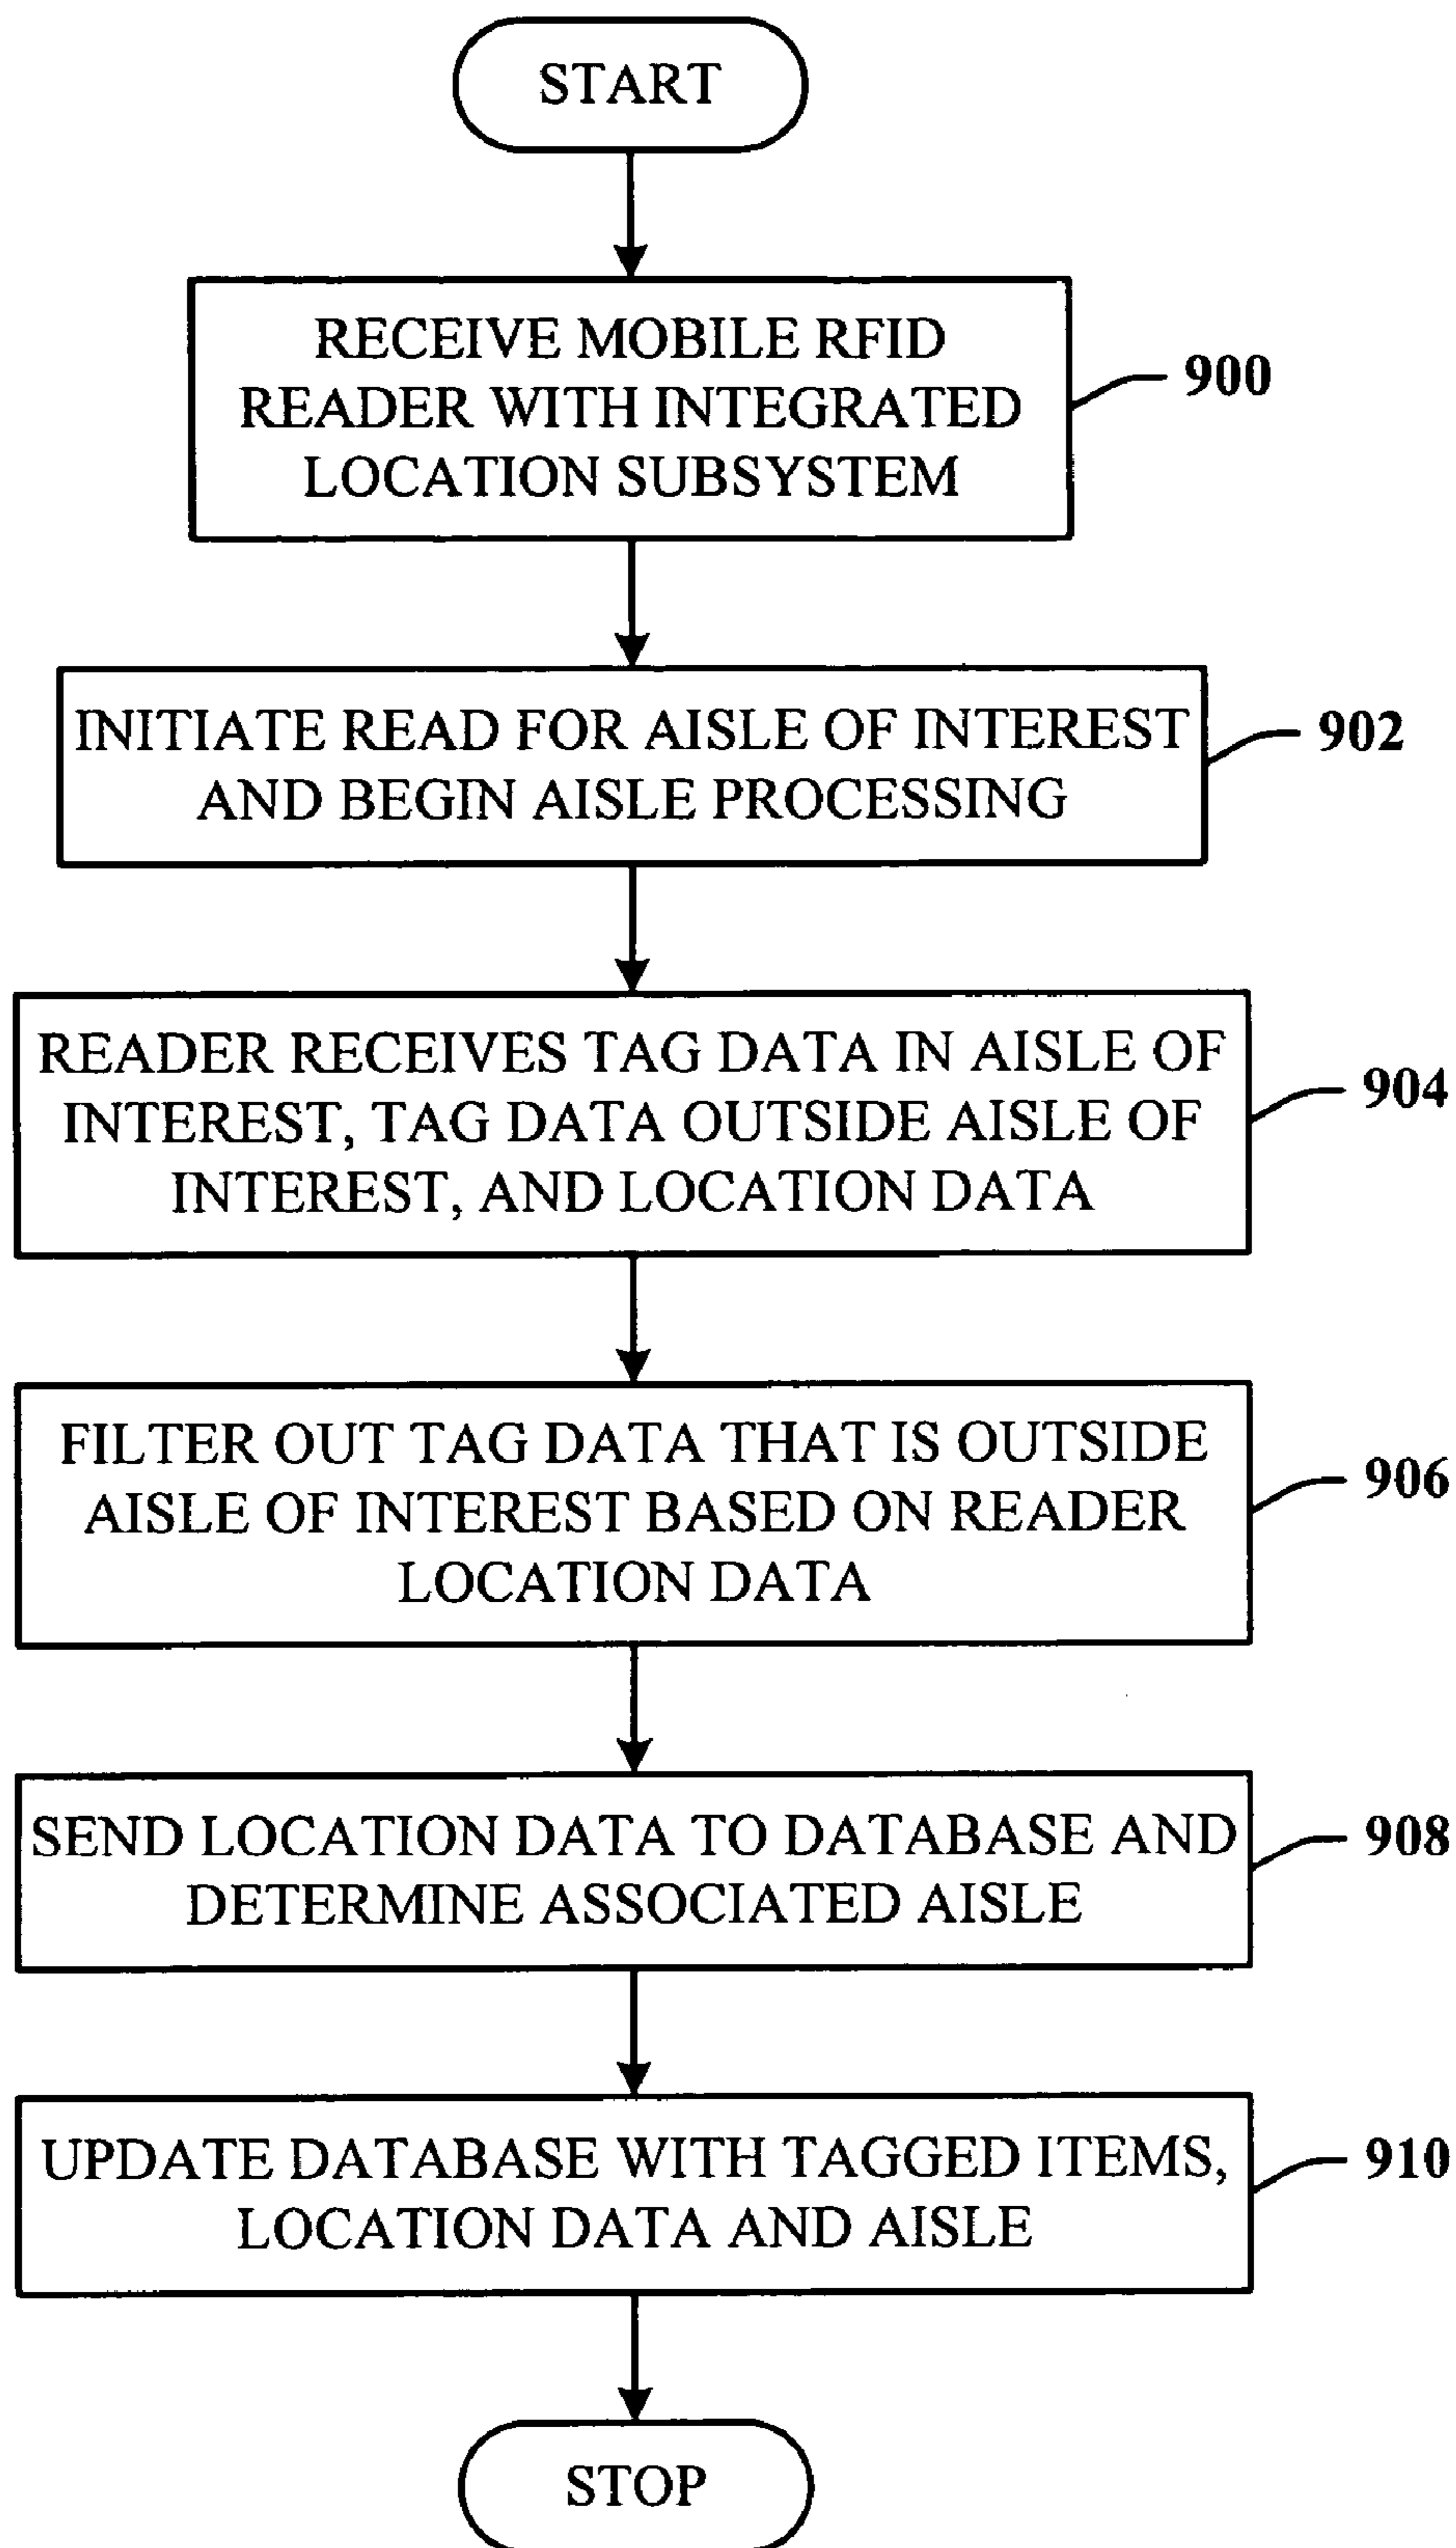 START
RECEIVE MOBILE RFID
READER WITH INTEGRATED
LOCATION SUBSYSTEM
900
INITIATE READ FOR AISLE OF INTEREST
AND BEGIN AISLE PROCESSING
902
READER RECEIVES TAG DATA IN AISLE OF
INTEREST, TAG DATA OUTSIDE AISLE OF
INTEREST, AND LOCATION DATA
904
FILTER OUT TAG DATA THAT IS OUTSIDE
AISLE OF INTEREST BASED ON READER
LOCATION DATA
906
SEND LOCATION DATA TO DATABASE AND
DETERMINE ASSOCIATED AISLE
908
UPDATE DATABASE WITH TAGGED ITEMS,
LOCATION DATA AND AISLE
910
STOP